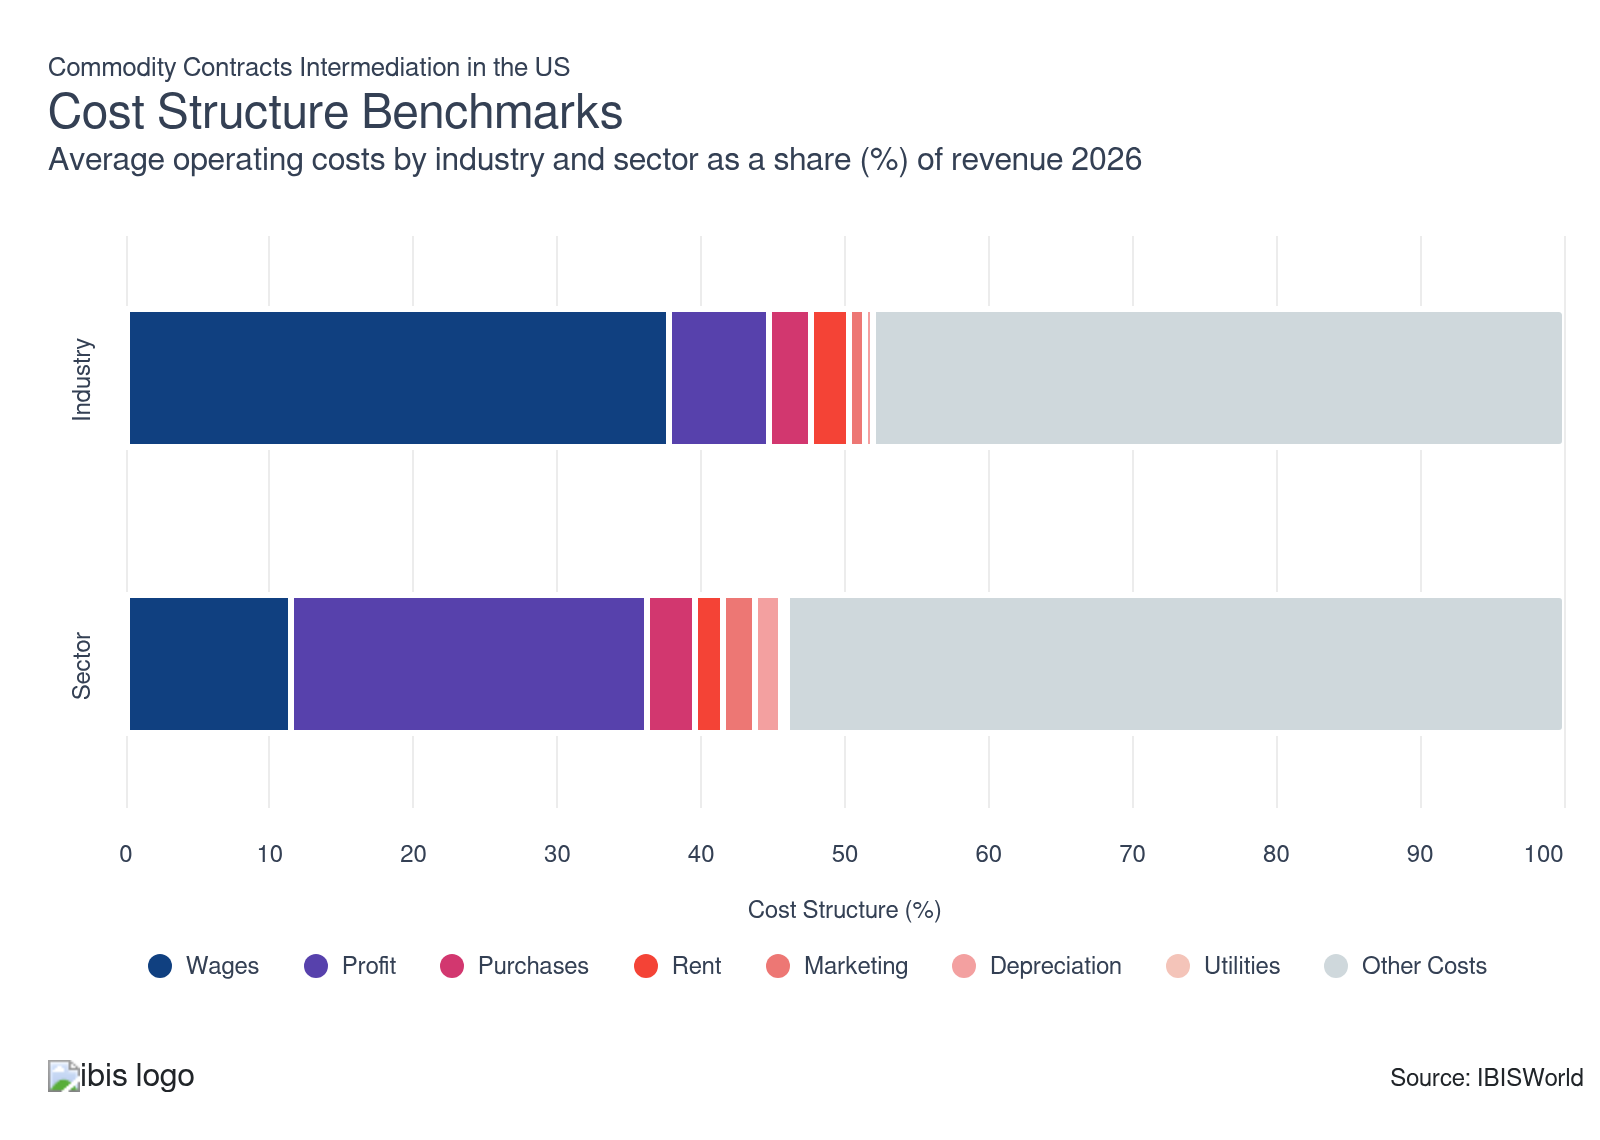 Commodity Contracts Intermediation in the US
Cost Structure Benchmarks
Average operating costs by industry and sector as a share (%) of revenue 2026
Industry
Sector
0 10 20 30 40 50 60 70 80 90 100
Cost Structure (%)
Wages Profit Purchases Rent Marketing Depreciation Utilities Other Costs
ibis logo
Source: IBISWorld